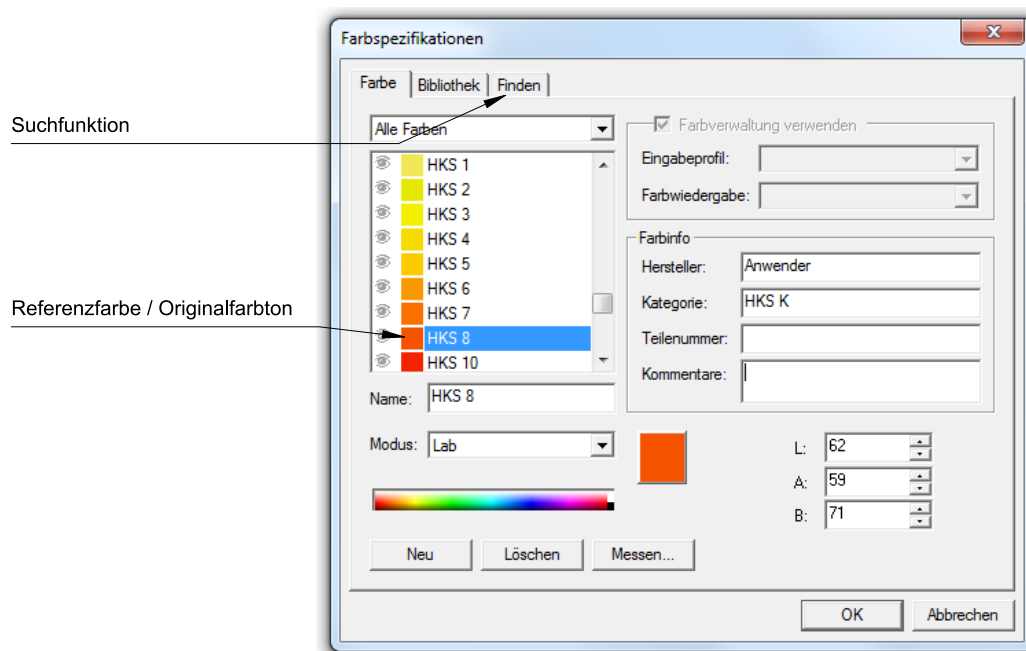 Farbspezifikationen
Farbe Bibliothek Finden
Suchfunktion
Alle Farben
HKS 1
HKS 2
HKS 3
HKS 4
HKS 5
HKS 6
HKS 7
Referenzfarbe / Originalfarbton
HKS 8
HKS 10
Name: HKS 8
Modus: Lab
Neu Löschen Messen...
Farbverwaltung verwenden
Eingabeprofil:
Farbwiedergabe:
Farbinfo
Hersteller: Anwender
Kategorie: HKS K
Teilenummer:
Kommentare:
L: 62
A: 59
B: 71
OK Abbrechen